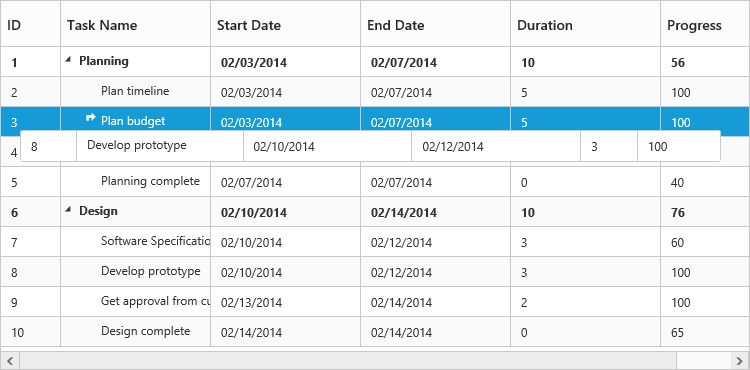 ID Task Name Start Date End Date Duration Progress
1 Planning 02/03/2014 02/07/2014 10 56
2 Plan timeline 02/03/2014 02/07/2014 5 100
3 Plan budget 02/03/2014 02/07/2014 5 100
8 Develop prototype 02/10/2014 02/12/2014 3 100
4
5 Planning complete 02/07/2014 02/07/2014 0 40
6 Design 02/10/2014 02/14/2014 10 76
7 Software Specificatio 02/10/2014 02/12/2014 3 60
8 Develop prototype 02/10/2014 02/12/2014 3 100
9 Get approval from cu 02/13/2014 02/14/2014 2 100
10 Design complete 02/14/2014 02/14/2014 0 65